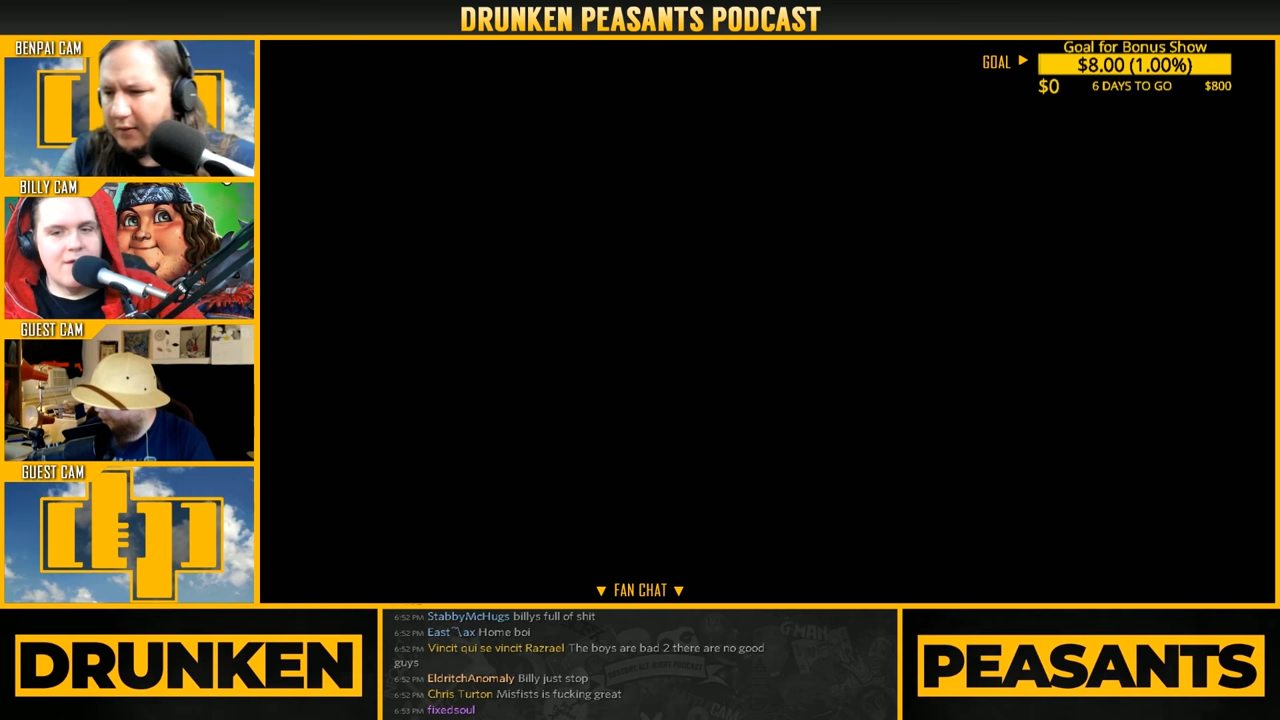 DRUNKEN PEASANTS PODCAST
BENPAI CAM
BILLY CAM
GUEST CAM
GUEST CAM
GOAL ►
Goal for Bonus Show
$8.00 (1.00%)
$0 6 DAYS TO GO $800
▼ FAN CHAT ▼
6:52 PM StabbyMcHugs billys full of shit
6:52 PM East¯\ax Home boi
6:52 PM Vincit qui se vincit Razrael The boys are bad 2 there are no good
guys
6:52 PM EldritchAnomaly Billy just stop
6:52 PM Chris Turton Misfists is fucking great
6:53 PM fixedsoul
DRUNKEN
PEASANTS